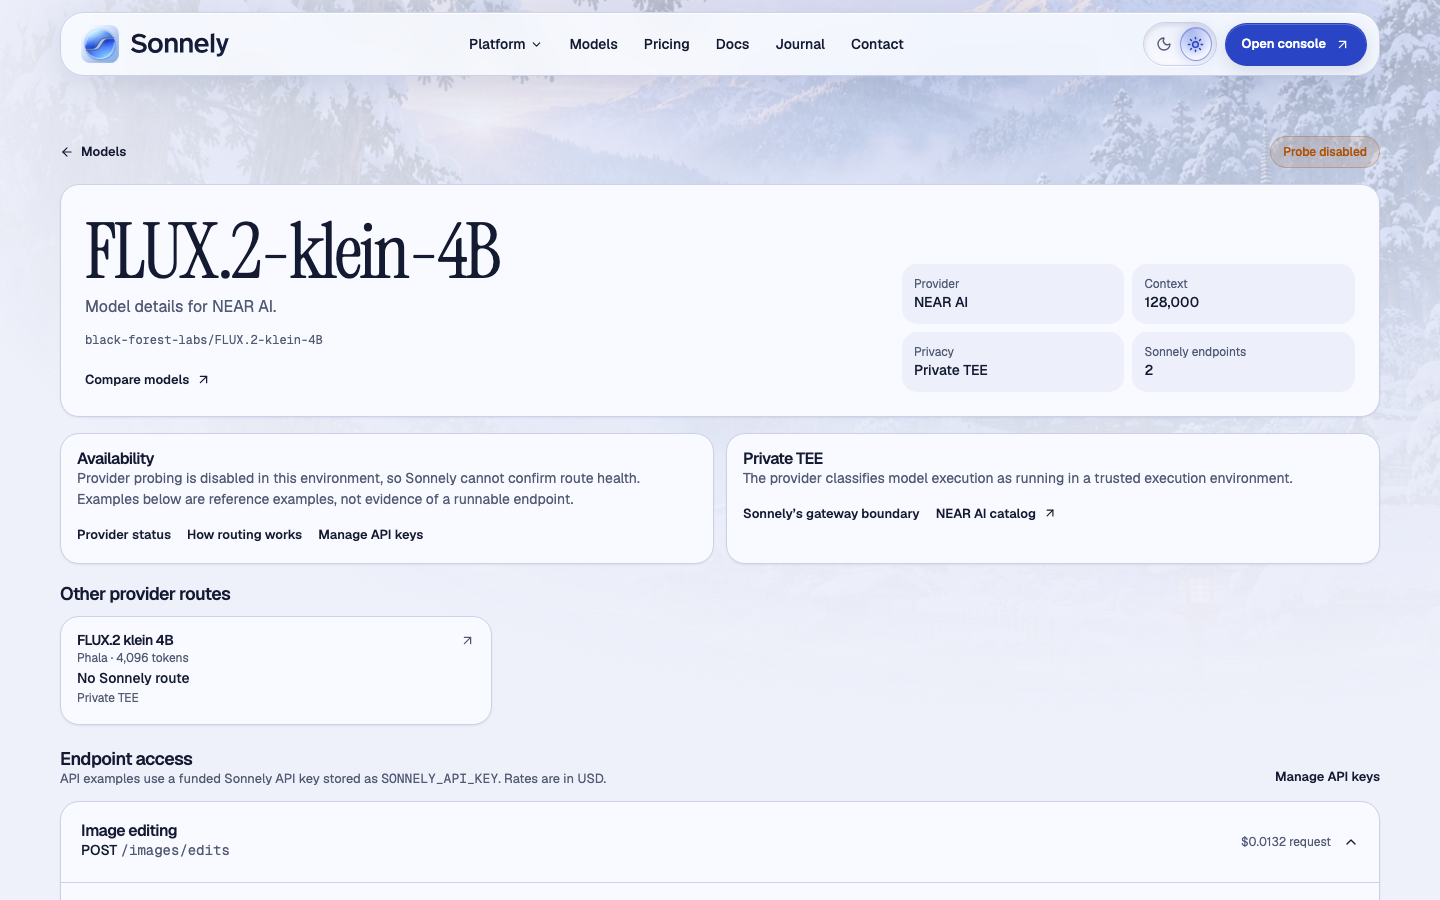 Sonnely
Platform
Models
Pricing
Docs
Journal
Contact
Open console
Models
Probe disabled
FLUX.2-klein-4B
Model details for NEAR AI.
black-forest-labs/FLUX.2-klein-4B
Compare models
Provider
NEAR AI
Context
128,000
Privacy
Private TEE
Sonnely endpoints
2
Availability
Provider probing is disabled in this environment, so Sonnely cannot confirm route health.
Examples below are reference examples, not evidence of a runnable endpoint.
Provider status
How routing works
Manage API keys
Private TEE
The provider classifies model execution as running in a trusted execution environment.
Sonnely's gateway boundary
NEAR AI catalog
Other provider routes
FLUX.2 klein 4B
Phala · 4,096 tokens
No Sonnely route
Private TEE
Endpoint access
API examples use a funded Sonnely API key stored as SONNELY_API_KEY. Rates are in USD.
Manage API keys
Image editing
POST /images/edits
$0.0132 request